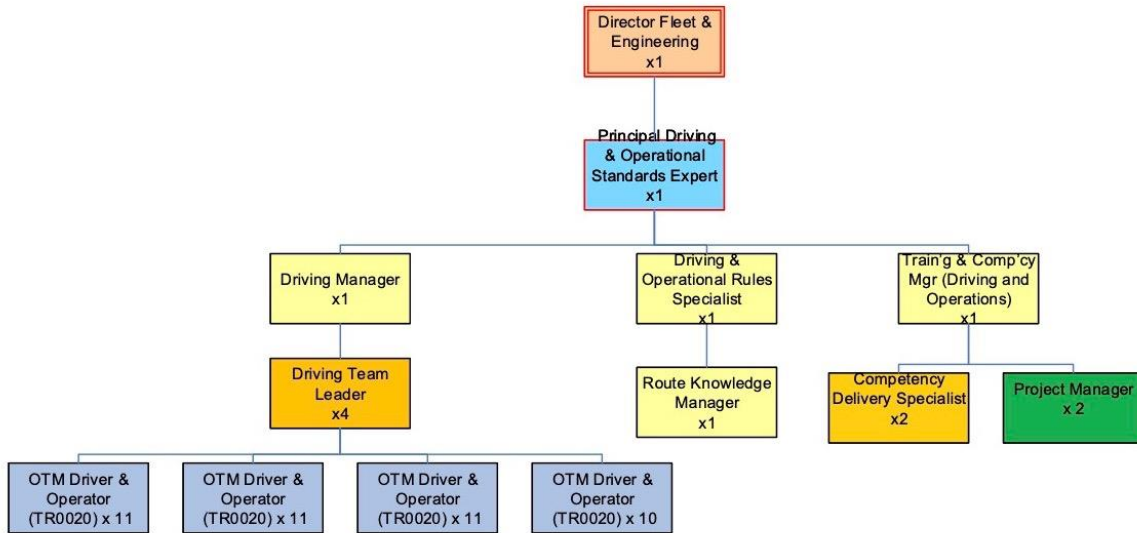 Director Fleet &
Engineering
x1
Principal Driving
& Operational
Standards Expert
x1
Driving Manager
x1
Driving &
Operational Rules
Specialist
x1
Train'g & Comp'cy
Mgr (Driving and
Operations)
x1
Driving Team
Leader
x4
Route Knowledge
Manager
x1
Competency
Delivery Specialist
x2
Project Manager
x 2
OTM Driver &
Operator
(TR0020) x 11
OTM Driver &
Operator
(TR0020) x 11
OTM Driver &
Operator
(TR0020) x 11
OTM Driver &
Operator
(TR0020) x 10